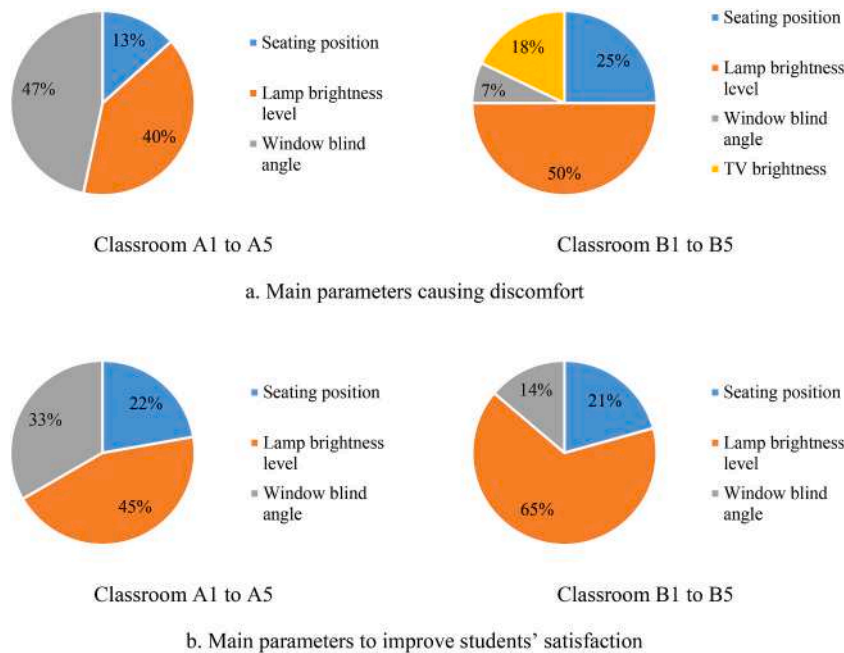 13%
47%
40%
Seating position
Lamp brightness
level
Window blind
angle
Classroom A1 to A5
18%
25%
7%
50%
Seating position
Lamp brightness
level
Window blind
angle
TV brightness
Classroom B1 to B5
a. Main parameters causing discomfort
22%
33%
45%
Seating position
Lamp brightness
level
Window blind
angle
Classroom A1 to A5
14%
21%
65%
Seating position
Lamp brightness
level
Window blind
angle
Classroom B1 to B5
b. Main parameters to improve students’ satisfaction